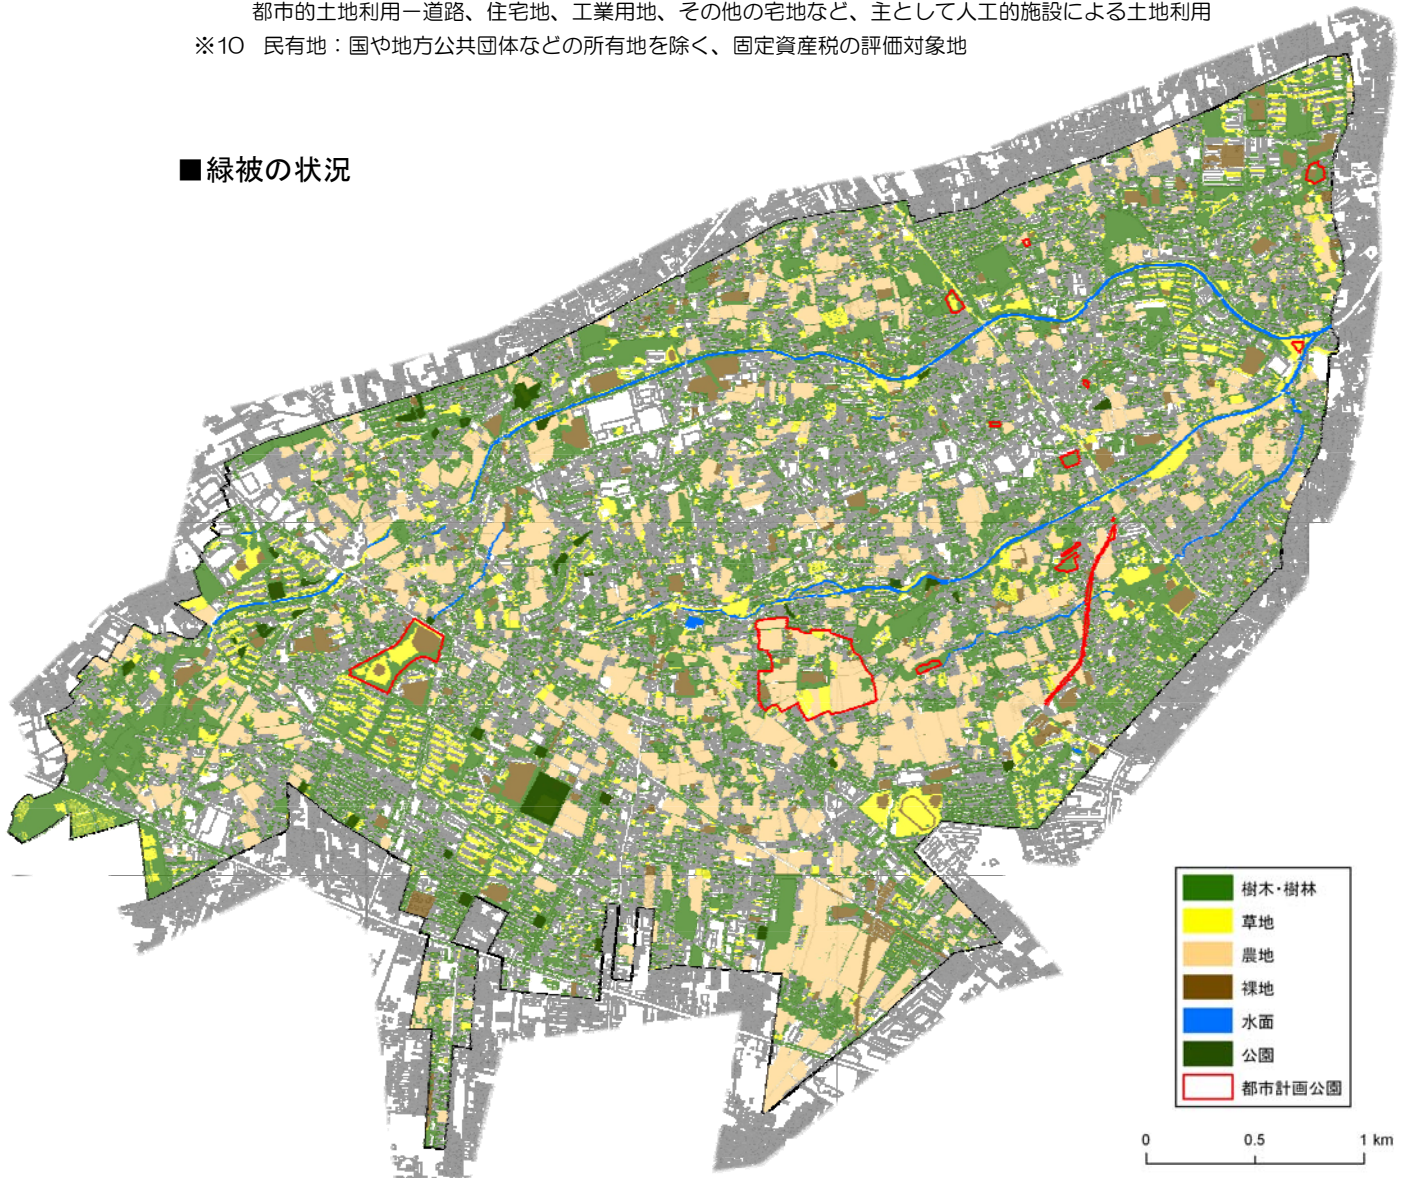 都市的土地利用－道路、住宅地、工業用地、その他の宅地など、主として人工的施設による土地利用
※10 民有地：国や地方公共団体などの所有地を除く、固定資産税の評価対象地
■緑被の状況
樹木・樹林
草地
農地
裸地
水面
公園
都市計画公園
0 0.5 1 km